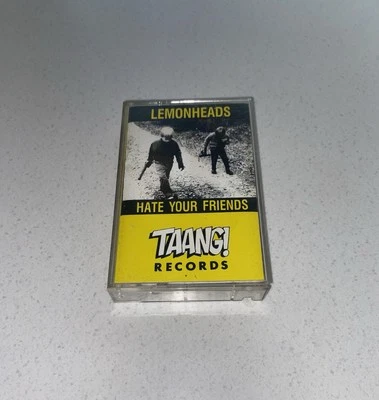 LEMONHEADS
HATE YOUR FRIENDS
TAANG!
RECORDS